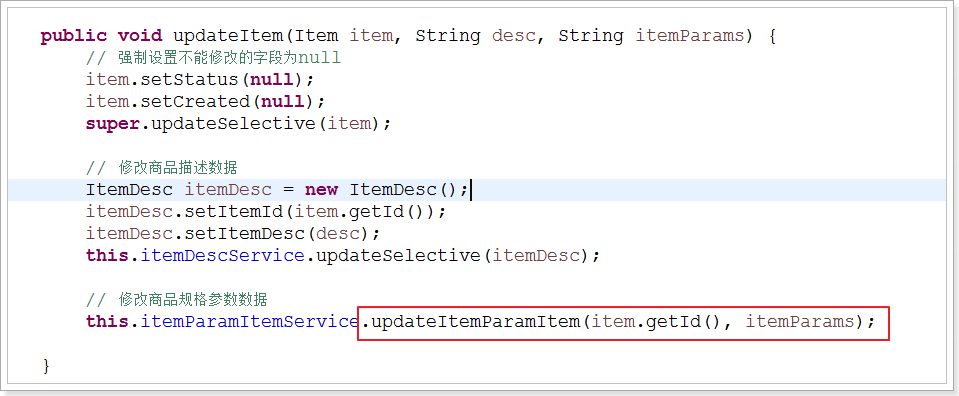 public void updateItem(Item item, String desc, String itemParams) {
// 强制设置不能修改的字段为null
item.setStatus(null);
item.setCreated(null);
super.updateSelective(item);
// 修改商品描述数据
ItemDesc itemDesc = new ItemDesc();
itemDesc.setItemId(item.getId());
itemDesc.setItemDesc(desc);
this.itemDescService.updateSelective(itemDesc);
// 修改商品规格参数数据
this.itemParamItemService.updateItemParamItem(item.getId(), itemParams);
}